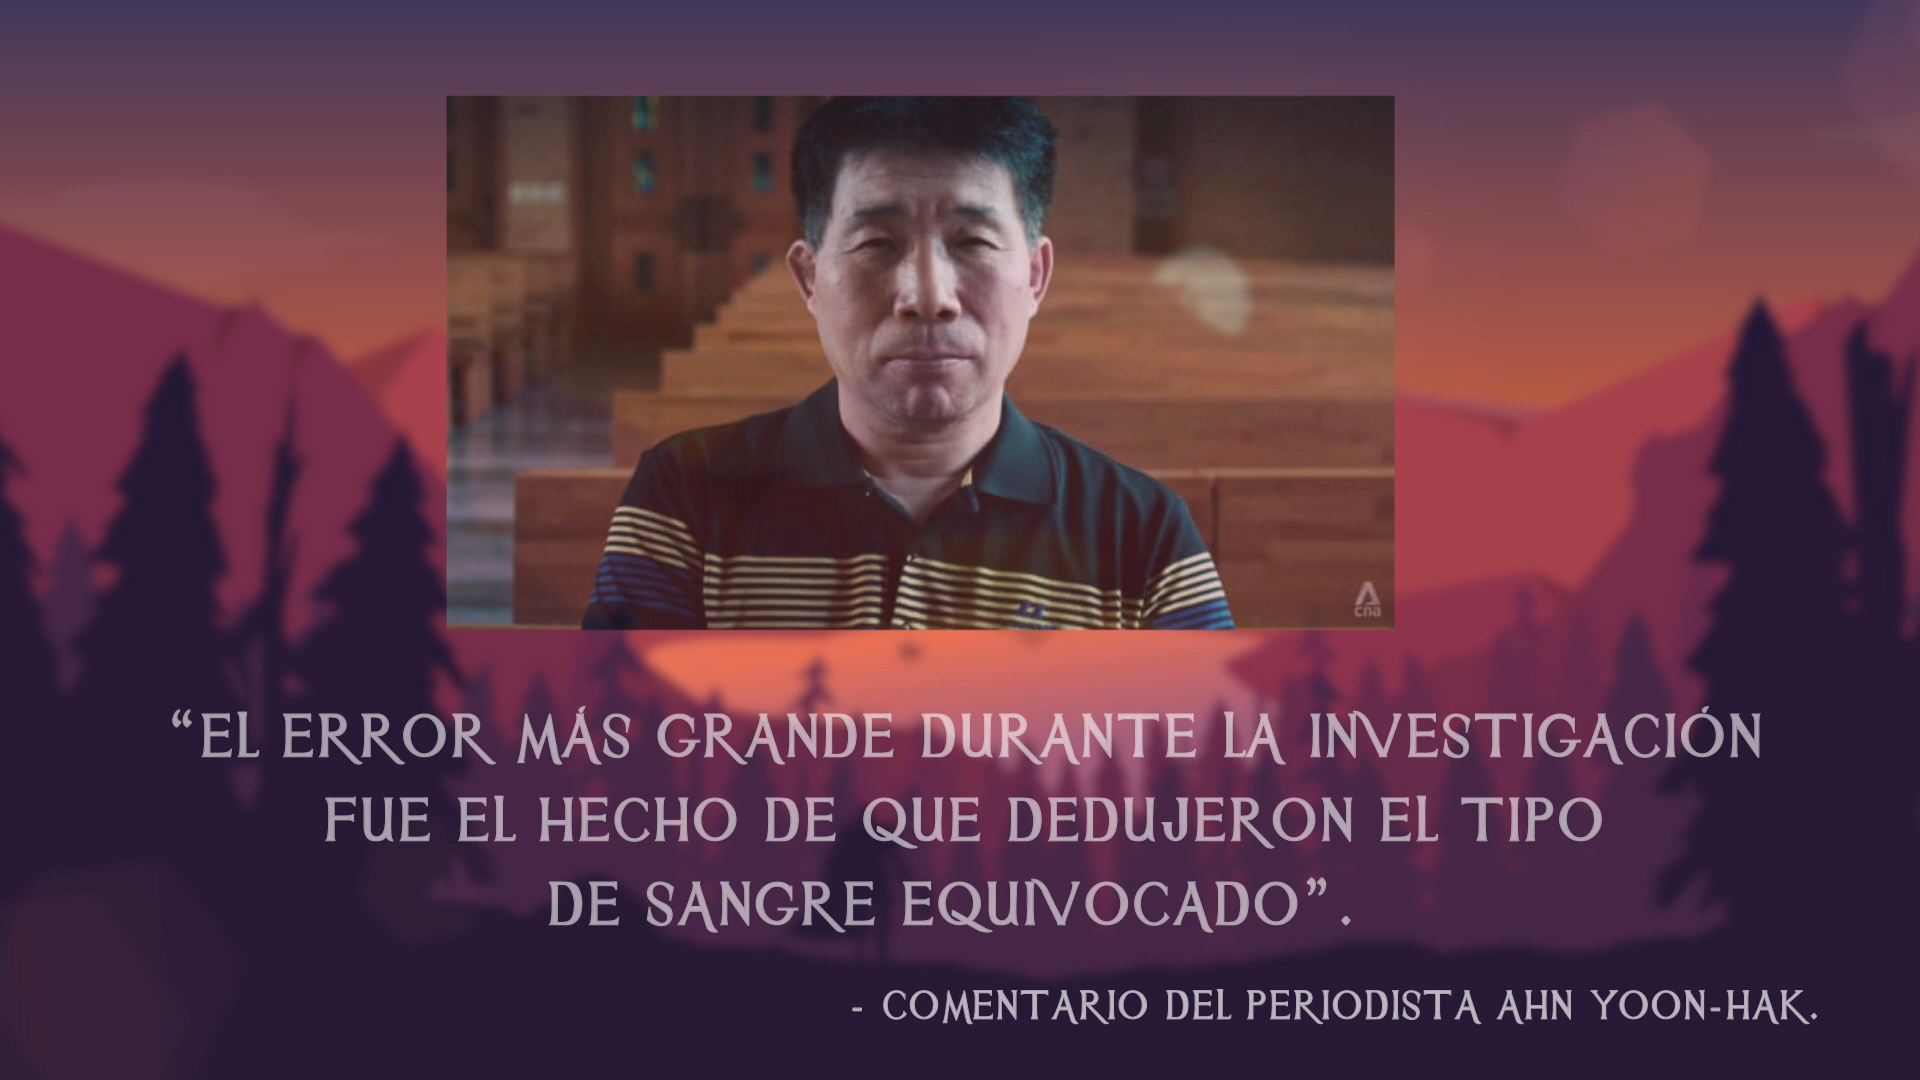 cna
“EL ERROR MÁS GRANDE DURANTE LA INVESTIGACIÓN
FUE EL HECHO DE QUE DEDUJERON EL TIPO
DE SANGRE EQUIVOCADO”.
- COMENTARIO DEL PERIODISTA AHN YOON-HAK.